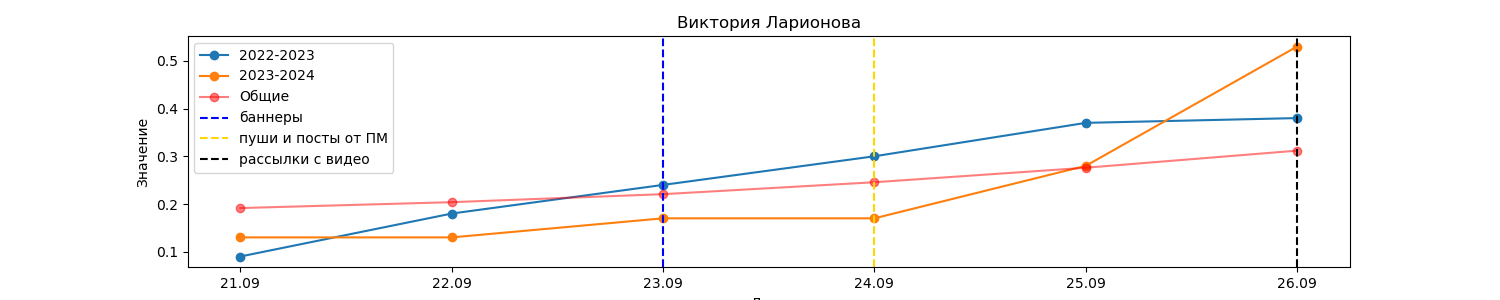 Виктория Ларионова
Значение
0.5
0.4
0.3
0.2
0.1
2022-2023
2023-2024
Общие
баннеры
пуши и посты от ПМ
рассылки с видео
21.09 22.09 23.09 24.09 25.09 26.09